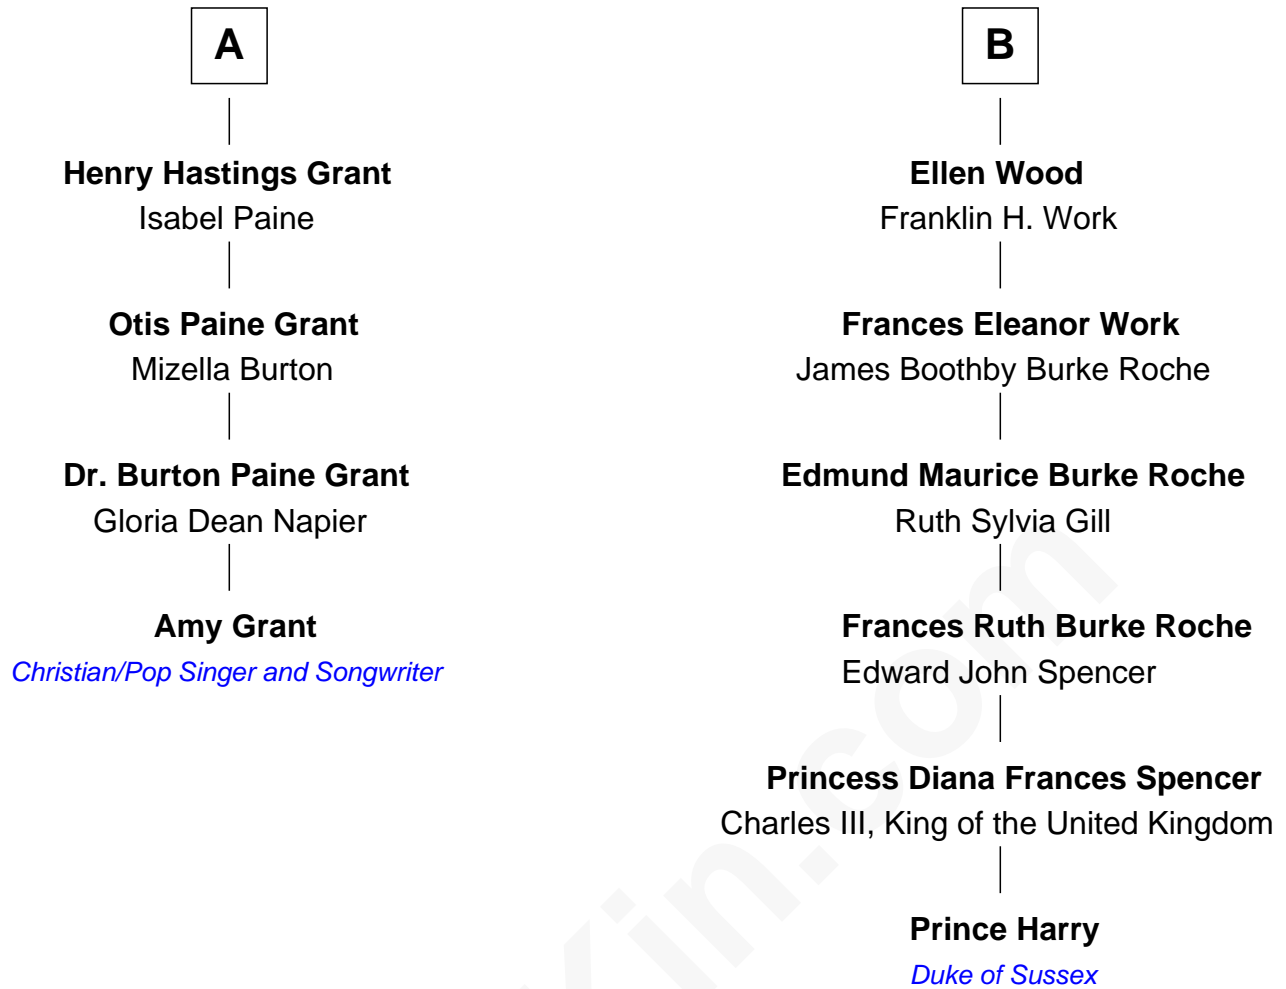 A
Henry Hastings Grant
Isabel Paine
Otis Paine Grant
Mizella Burton
Dr. Burton Paine Grant
Gloria Dean Napier
Amy Grant
Christian/Pop Singer and Songwriter
B
Ellen Wood
Franklin H. Work
Frances Eleanor Work
James Boothby Burke Roche
Edmund Maurice Burke Roche
Ruth Sylvia Gill
Frances Ruth Burke Roche
Edward John Spencer
Princess Diana Frances Spencer
Charles III, King of the United Kingdom
Prince Harry
Duke of Sussex
Kin.com